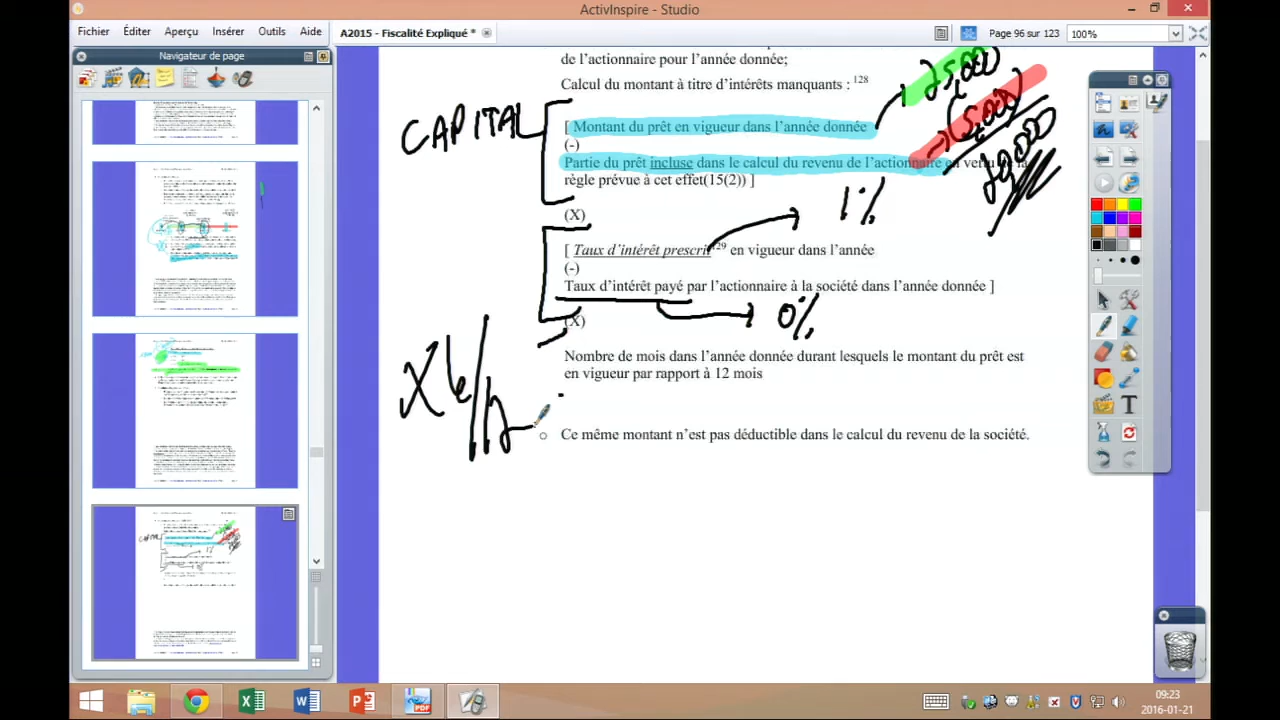 ActivInspire - Studio
Fichier Éditer Aperçu Insérer Outils Aide
A2015 - Fiscalité Expliqué *
Page 96 sur 123
100%
Navigateur de page
de l'actionnaire pour l'année donnée;
Calcul du montant à titre d'intérêts manquants : 128
25,000
CAPITAL
[ Montant du prêt en vigueur dans l'année donnée
(-)
(5,000)
Partie du prêt incluse dans le calcul du revenu de l'actionnaire en vertu de la
20,000
règle prévue à cet effet(15(2)) ]
1%
(X)
[ Taux d'intérêt prescrit 129 en vigueur dans l'année
(-)
Taux d'intérêt payé par l'actionnaire à la société dans l'année donnée ]
0%
(X)
Nombre de mois dans l'année donnée durant lesquels le montant du prêt est
en vigueur par rapport à 12 mois
X 6/12
o Ce même montant n'est pas déductible dans le calcul du revenu de la société.
09:23
2016-01-21